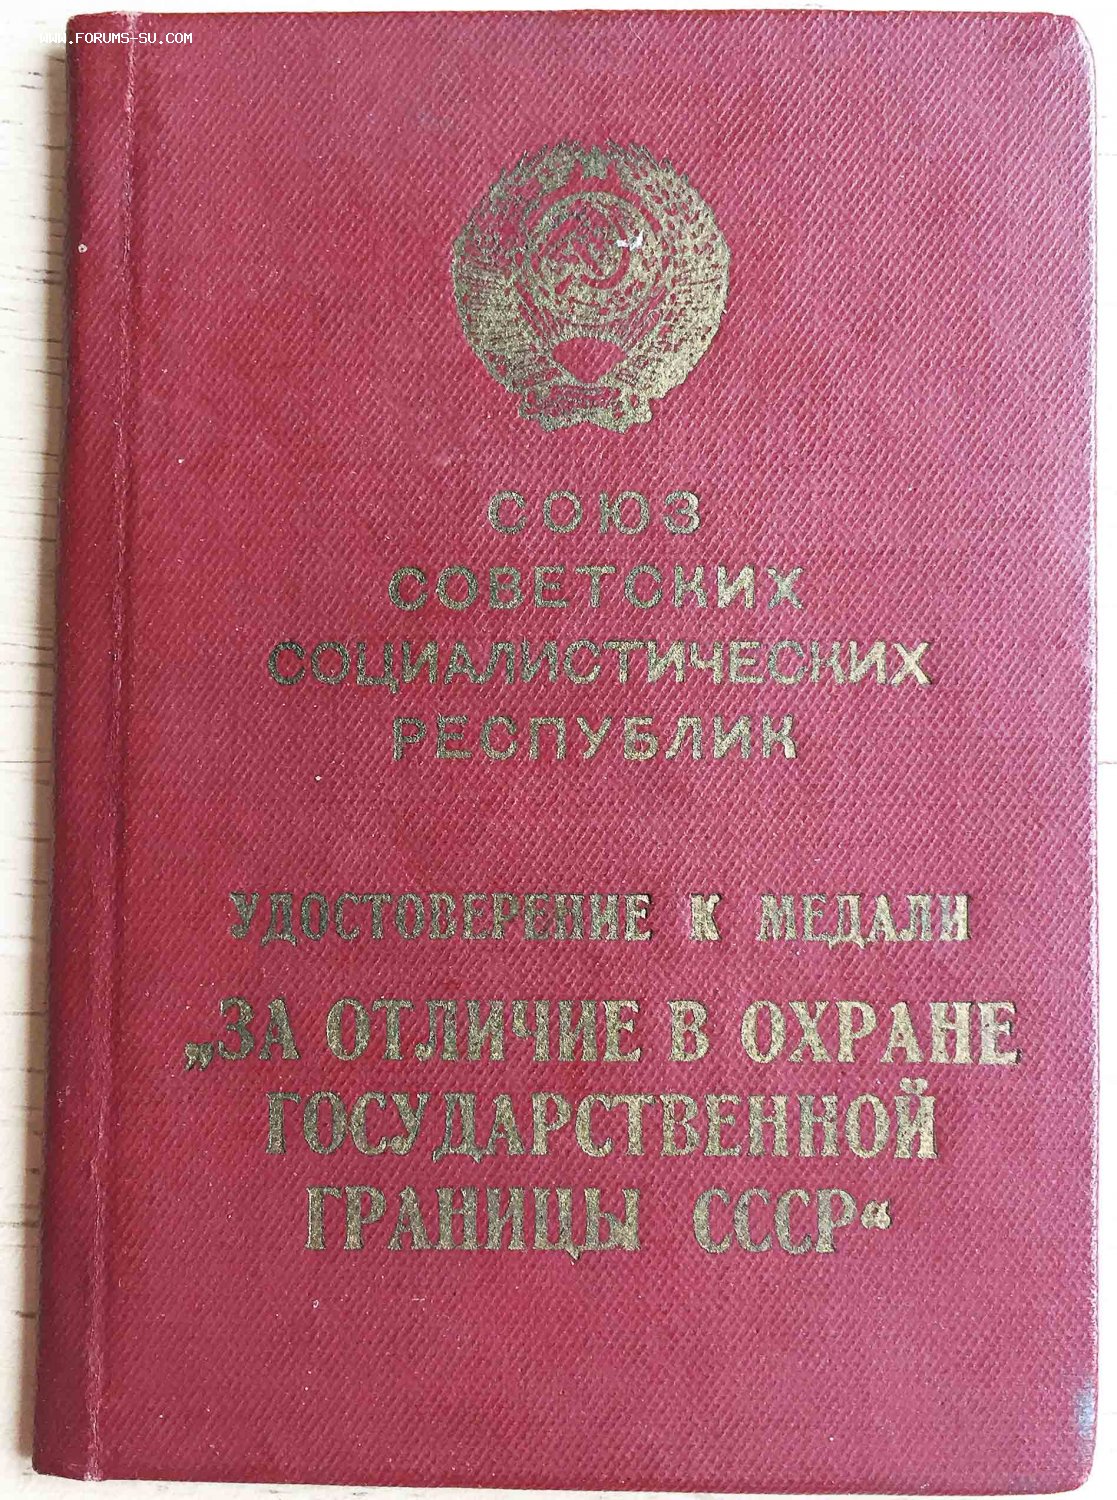 WWW.FORUMS-SU.COM
СОЮЗ
СОВЕТСКИХ
СОЦИАЛИСТИЧЕСКИХ
РЕСПУБЛИК
УДОСТОВЕРЕНИЕ К МЕДАЛИ
„ЗА ОТЛИЧИЕ В ОХРАНЕ
ГОСУДАРСТВЕННОЙ
ГРАНИЦЫ СССР“